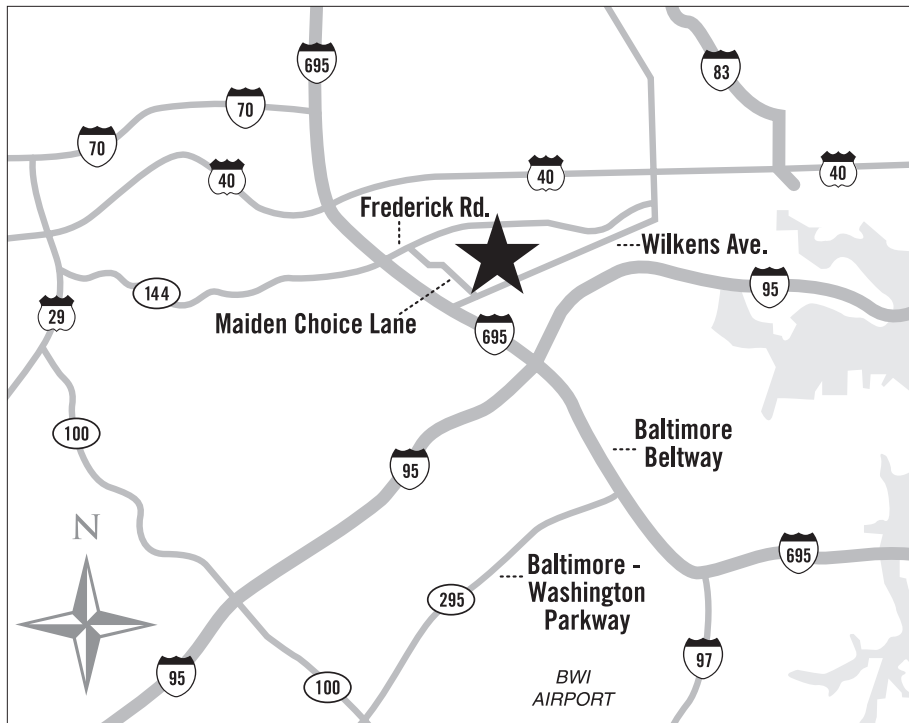 695
83
70
70
40
40
40
Frederick Rd.
Wilkens Ave.
144
95
29
Maiden Choice Lane
695
100
Baltimore
Beltway
95
N
695
Baltimore -
Washington
Parkway
295
97
95
100
BWI
AIRPORT